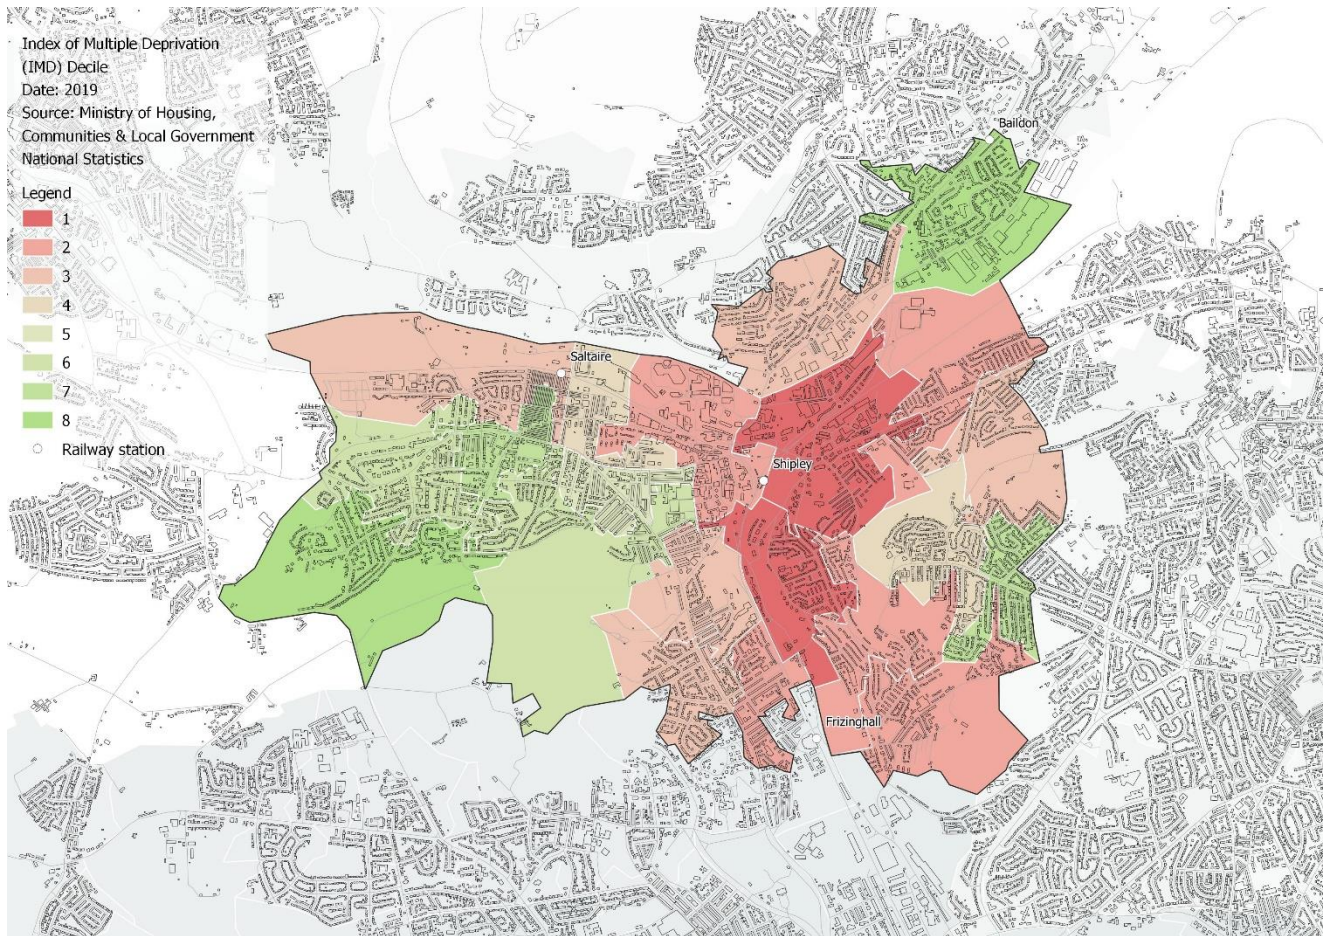 Index of Multiple Deprivation
(IMD) Decile
Date: 2019
Source: Ministry of Housing,
Communities & Local Government
National Statistics
Legend
1
2
3
4
5
6
7
8
Railway station
Baildon
Saltaire
Shipley
Frizinghall